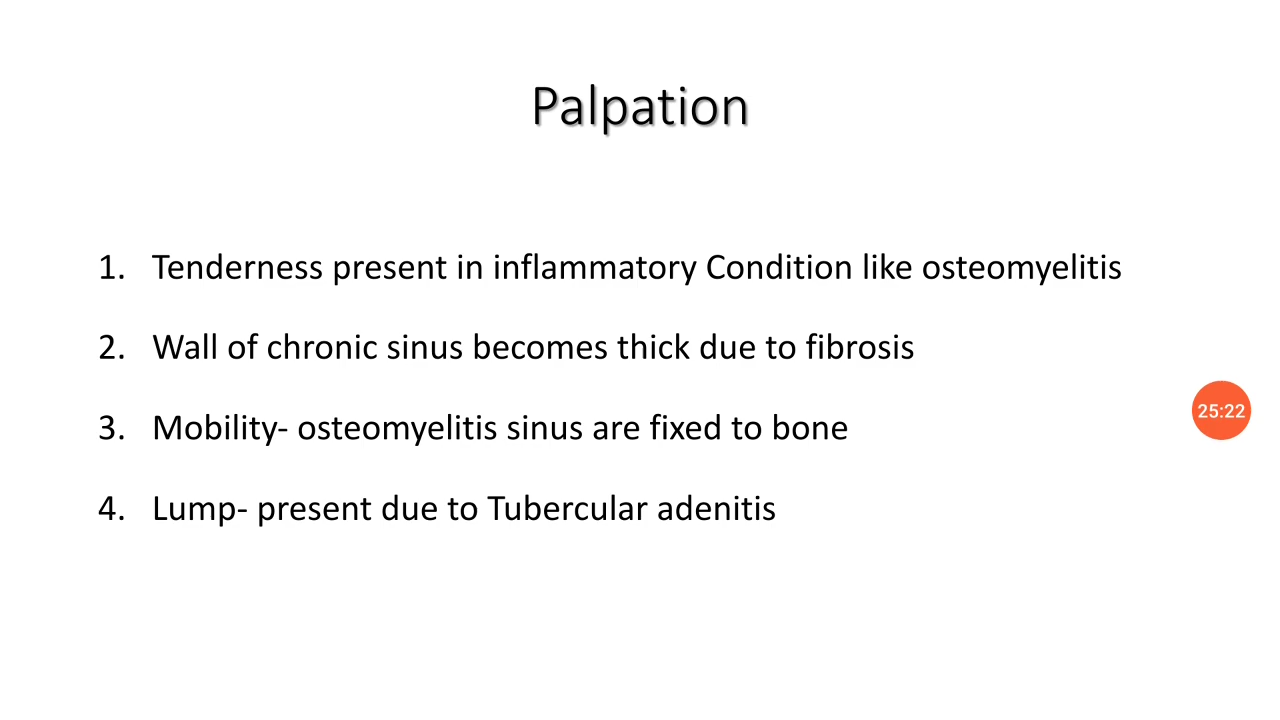 Palpation
1. Tenderness present in inflammatory Condition like osteomyelitis
2. Wall of chronic sinus becomes thick due to fibrosis
3. Mobility- osteomyelitis sinus are fixed to bone
25:22
4. Lump- present due to Tubercular adenitis